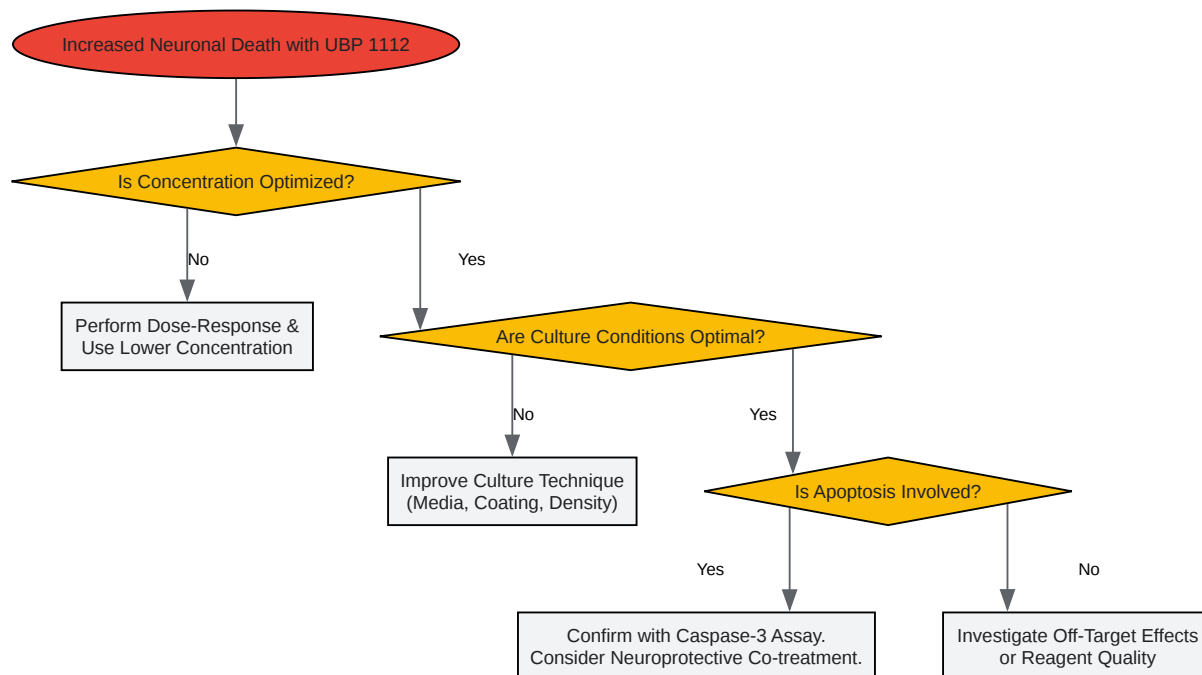 Increased Neuronal Death with UBP 1112
Is Concentration Optimized?
No
Yes
Perform Dose-Response &
Use Lower Concentration
Are Culture Conditions Optimal?
No
Yes
Improve Culture Technique
(Media, Coating, Density)
Is Apoptosis Involved?
Yes
No
Confirm with Caspase-3 Assay.
Consider Neuroprotective Co-treatment.
Investigate Off-Target Effects
or Reagent Quality